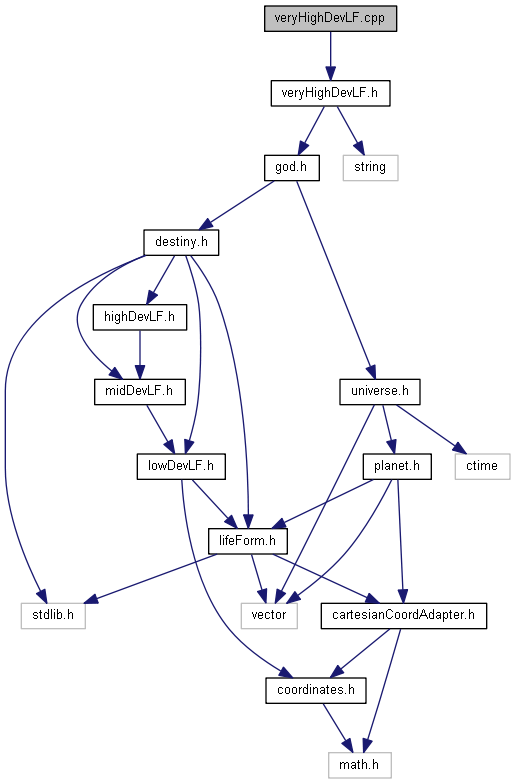 veryHighDevLF.cpp
veryHighDevLF.h
god.h
string
destiny.h
highDevLF.h
midDevLF.h
universe.h
lowDevLF.h
planet.h
ctime
lifeForm.h
stdlib.h
vector
cartesianCoordAdapter.h
coordinates.h
math.h